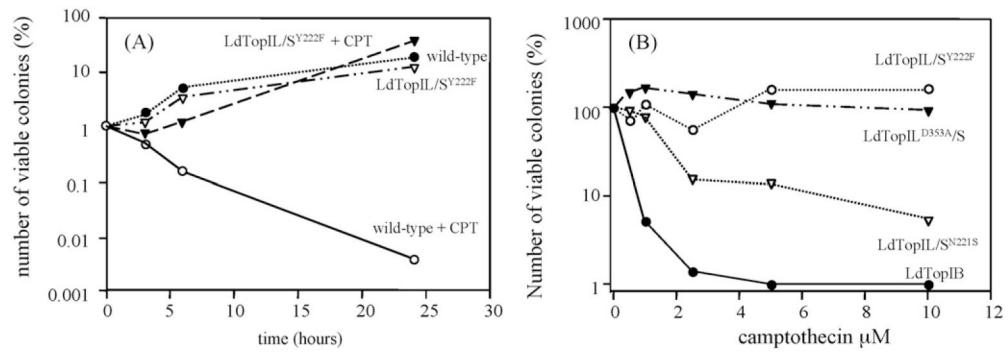 (A)
number of viable colonies (%)
100
10
1
0.1
0.01
0.001
0
5
10
15
20
25
30
time (hours)
LdTopIL/S^Y222F + CPT
wild-type
LdTopIL/S^Y222F
wild-type + CPT
(B)
Number of viable colonies (%)
1000
100
10
1
0
2
4
6
8
10
12
camptothecin µM
LdTopIL/S^Y222F
LdTopIL^D353A/S
LdTopIL/S^N221S
LdTopIB